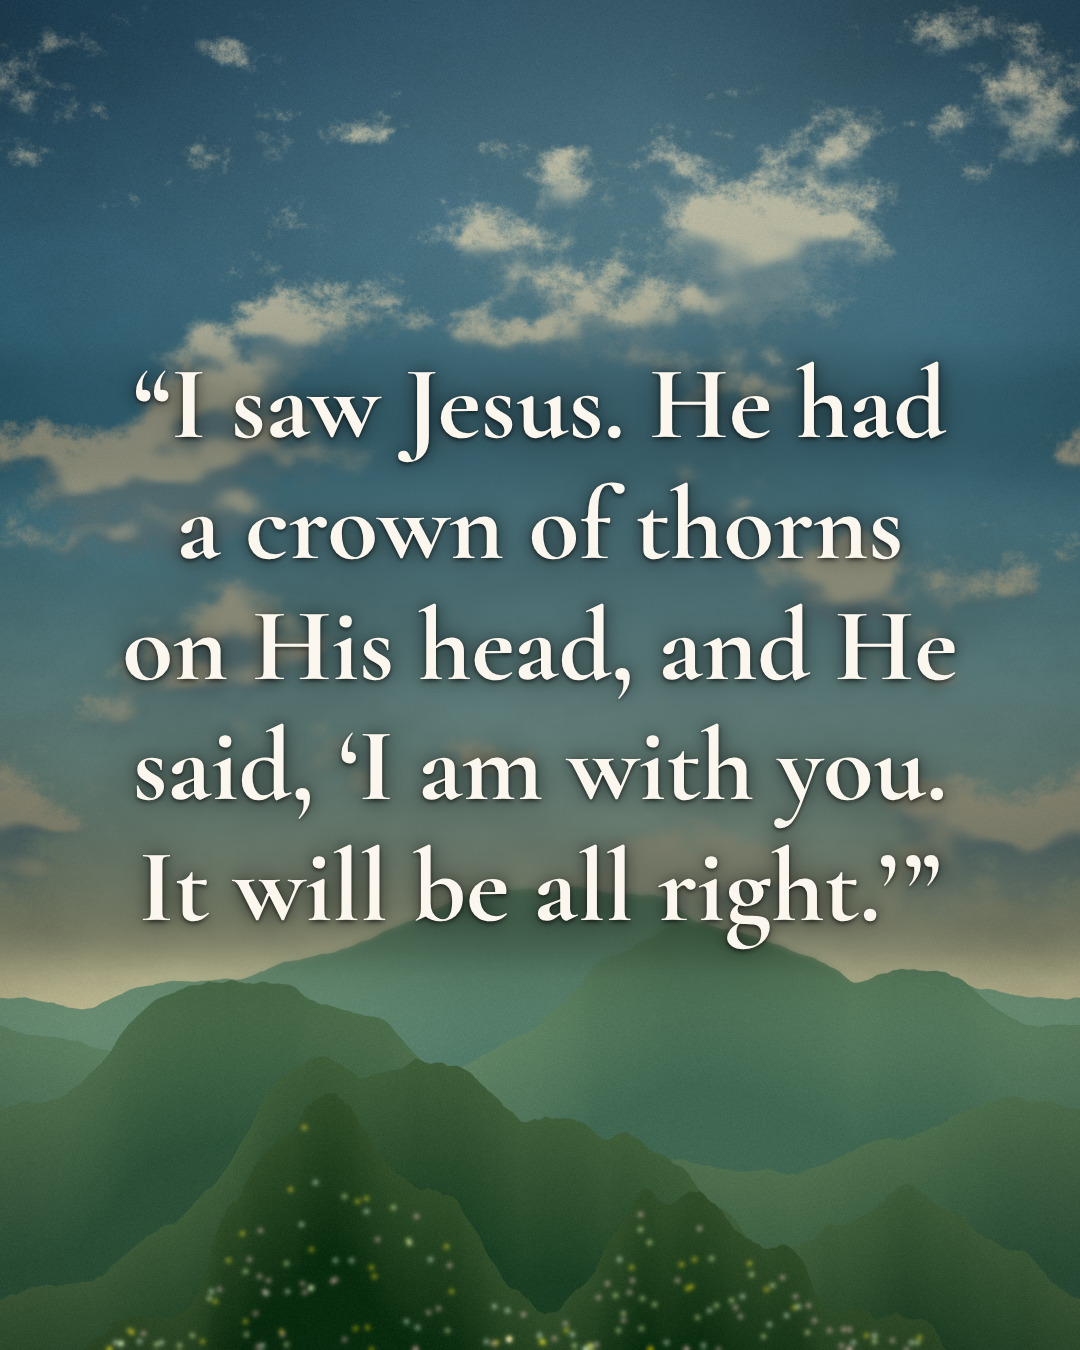 “I saw Jesus. He had
a crown of thorns
on His head, and He
said, ‘I am with you.
It will be all right.’”